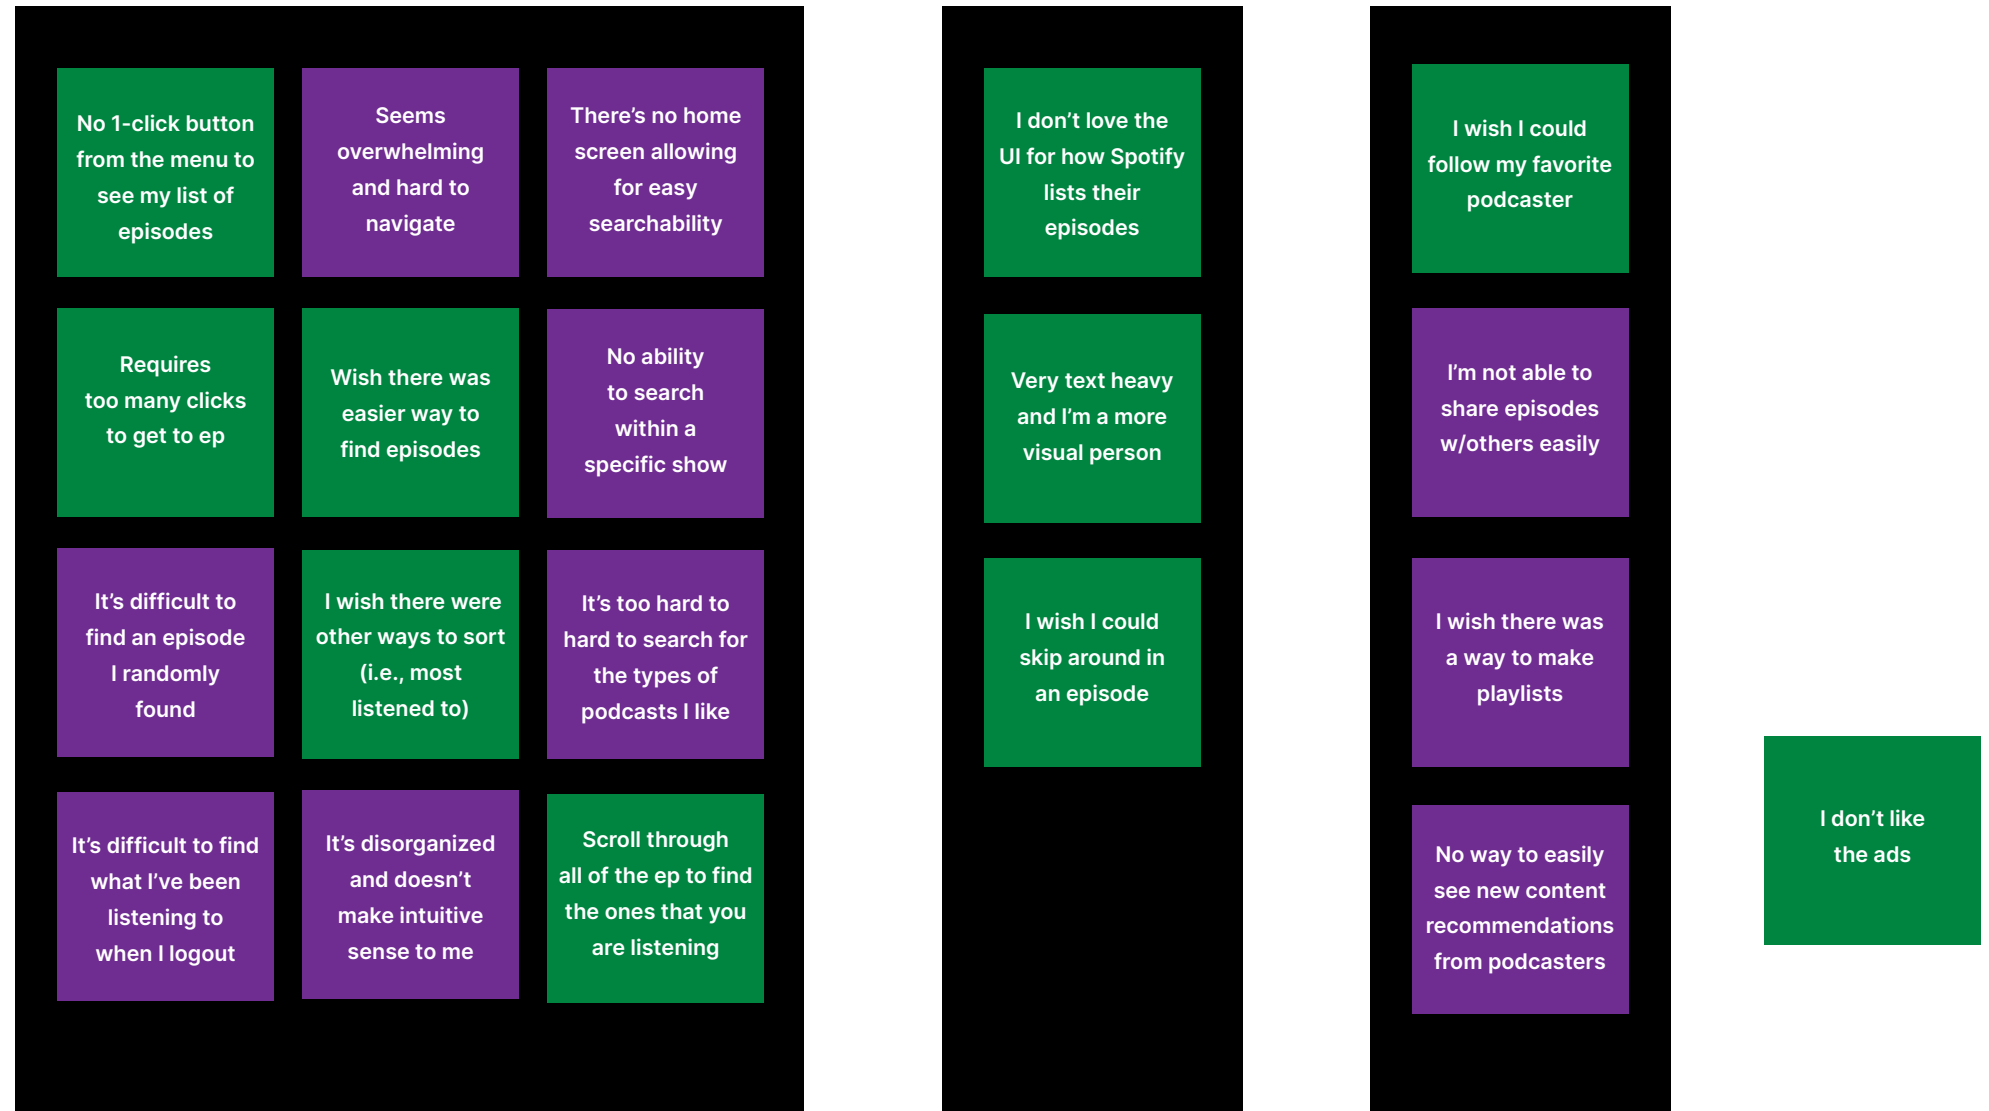 No 1-click button
from the menu to
see my list of
episodes
Seems
overwhelming
and hard to
navigate
There’s no home
screen allowing
for easy
searchability
Requires
too many clicks
to get to ep
Wish there was
easier way to
find episodes
No ability
to search
within a
specific show
It’s difficult to
find an episode
I randomly
found
I wish there were
other ways to sort
(i.e., most
listened to)
It’s too hard to
hard to search for
the types of
podcasts I like
It’s difficult to find
what I’ve been
listening to
when I logout
It’s disorganized
and doesn’t
make intuitive
sense to me
Scroll through
all of the ep to find
the ones that you
are listening
I don’t love the
UI for how Spotify
lists their
episodes
Very text heavy
and I’m a more
visual person
I wish I could
skip around in
an episode
I wish I could
follow my favorite
podcaster
I’m not able to
share episodes
w/others easily
I wish there was
a way to make
playlists
No way to easily
see new content
recommendations
from podcasters
I don’t like
the ads